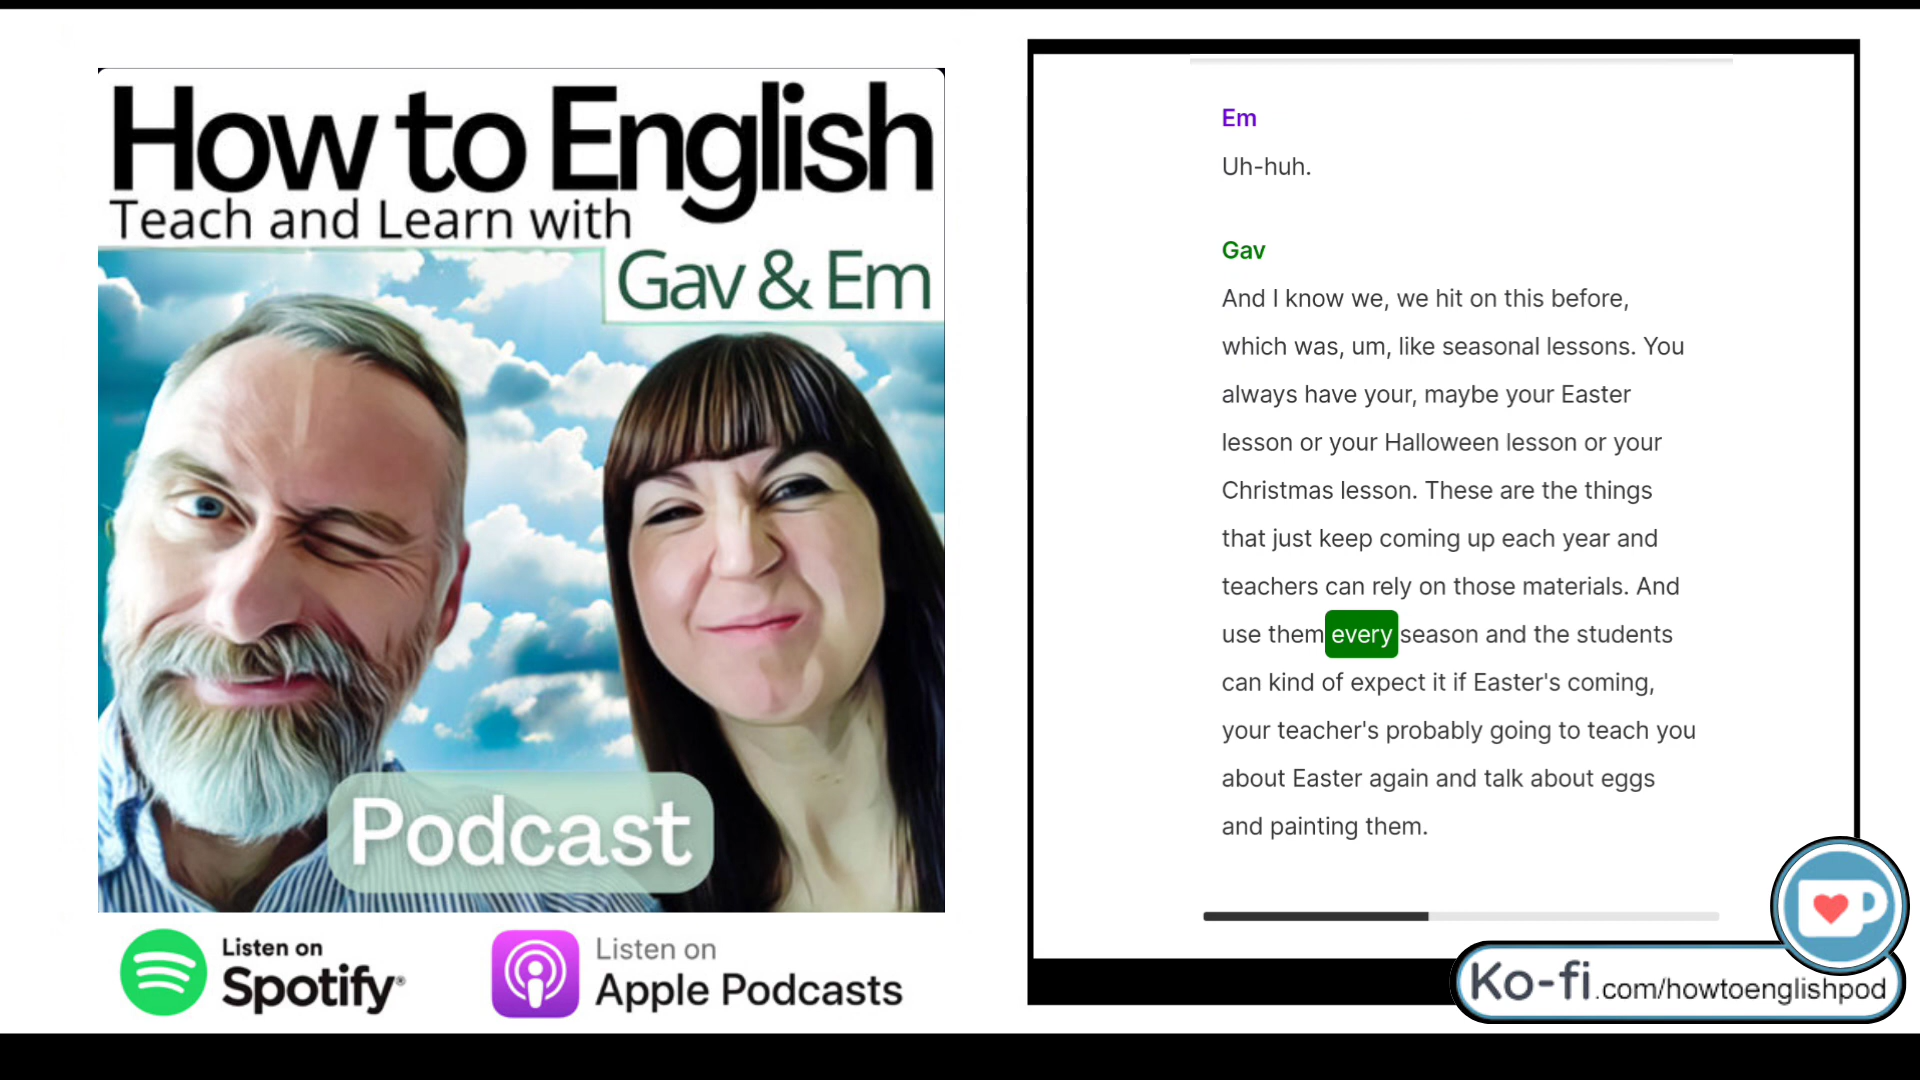 How to English
Teach and Learn with
Gav & Em
Podcast
Listen on
Spotify®
Listen on
Apple Podcasts
Em
Uh-huh.
Gav
And I know we, we hit on this before,
which was, um, like seasonal lessons. You
always have your, maybe your Easter
lesson or your Halloween lesson or your
Christmas lesson. These are the things
that just keep coming up each year and
teachers can rely on those materials. And
use them every season and the students
can kind of expect it if Easter's coming,
your teacher's probably going to teach you
about Easter again and talk about eggs
and painting them.
Ko-fi.com/howtoenglishpod